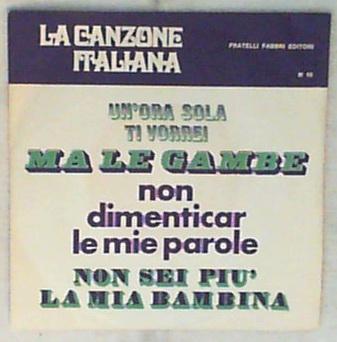 LA CANZONE
ITALIANA
FRATELLI FABBRI EDITORI
UN'ORA SOLA
TI VORREI
MA LE GAMBE
non
dimenticar
le mie parole
NON SEI PIU'
LA MIA BAMBINA